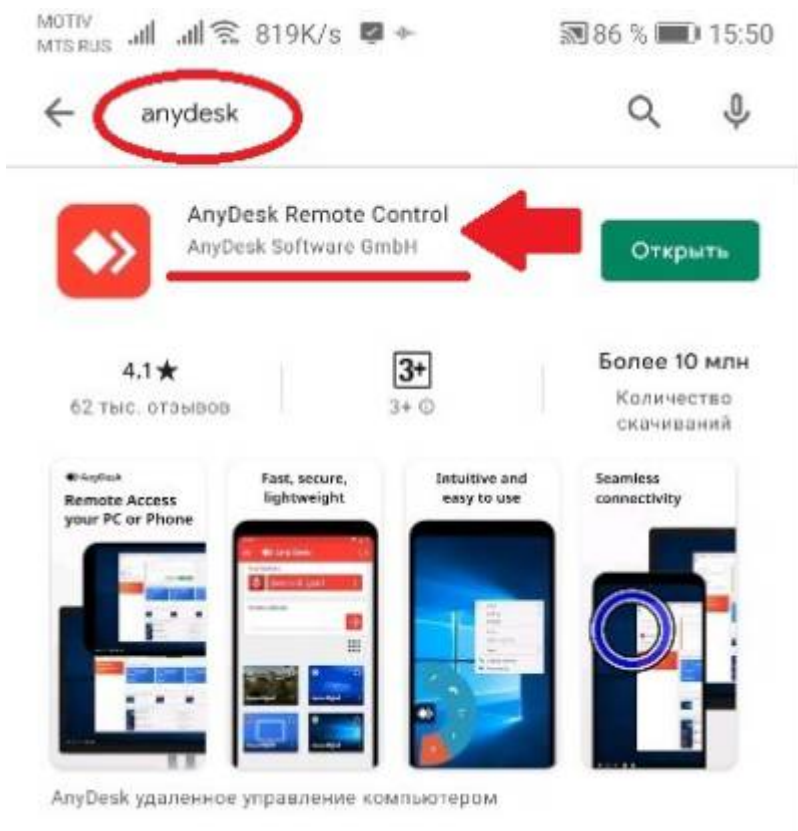 MOTIV
MTS RUS
819K/s
86 %
15:50
anydesk
AnyDesk Remote Control
AnyDesk Software GmbH
Открыть
4,1★
62 тыс. отзывов
3+
3+
Более 10 млн
Количество
скачиваний
AnyDesk
Remote Access
your PC or Phone
Fast, secure,
lightweight
AnyDesk
Intuitive and
easy to use
Seamless
connectivity
AnyDesk удаленное управление компьютером